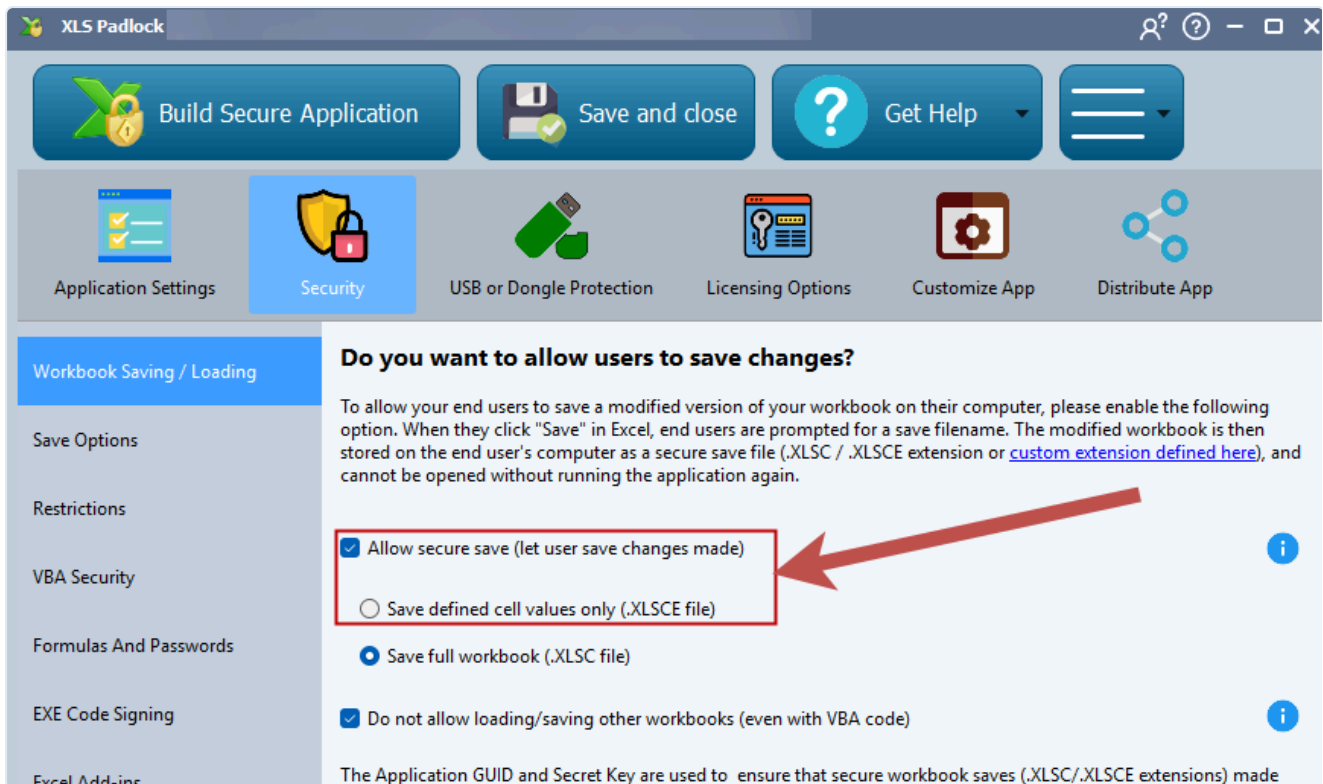 XLS Padlock
Build Secure Application
Save and close
Get Help
Application Settings
Security
USB or Dongle Protection
Licensing Options
Customize App
Distribute App
Workbook Saving / Loading
Save Options
Restrictions
VBA Security
Formulas And Passwords
EXE Code Signing
Excel Add-ins
Do you want to allow users to save changes?
To allow your end users to save a modified version of your workbook on their computer, please enable the following
option. When they click "Save" in Excel, end users are prompted for a save filename. The modified workbook is then
stored on the end user's computer as a secure save file (.XLSC / .XLSCE extension or custom extension defined here), and
cannot be opened without running the application again.
Allow secure save (let user save changes made)
Save defined cell values only (.XLSCE file)
Save full workbook (.XLSC file)
Do not allow loading/saving other workbooks (even with VBA code)
The Application GUID and Secret Key are used to ensure that secure workbook saves (.XLSC/.XLSCE extensions) made